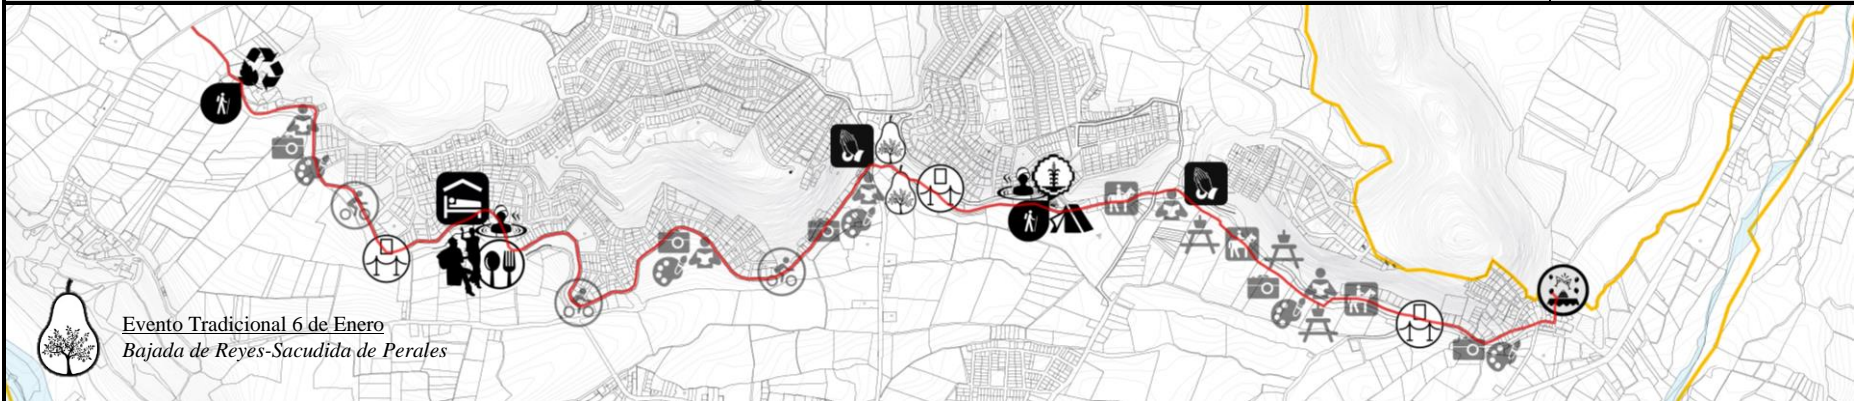 Evento Tradicional 6 de Enero
Bajada de Reyes-Sacudida de Perales